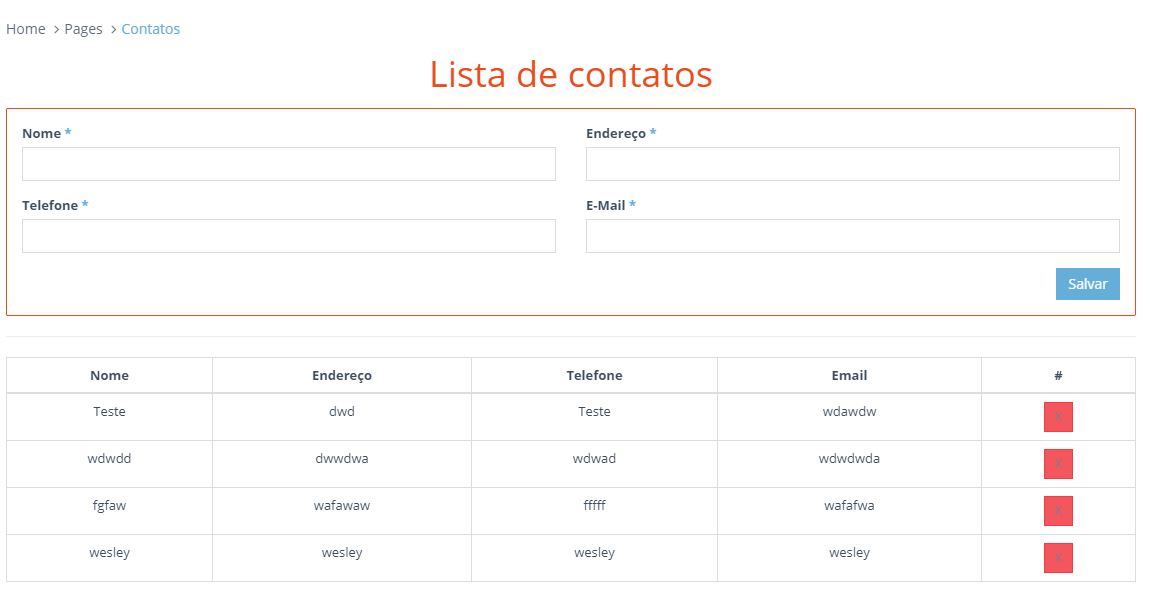 Home > Pages > Contatos
Lista de contatos
Nome * Endereço *
Telefone * E-Mail *
Salvar
Nome Endereço Telefone Email #
Teste dwd Teste wdawdw X
wdwdd dwwdwa wdwad wdwdwda X
fgfaw wafawaw fffff wafafwa X
wesley wesley wesley wesley X